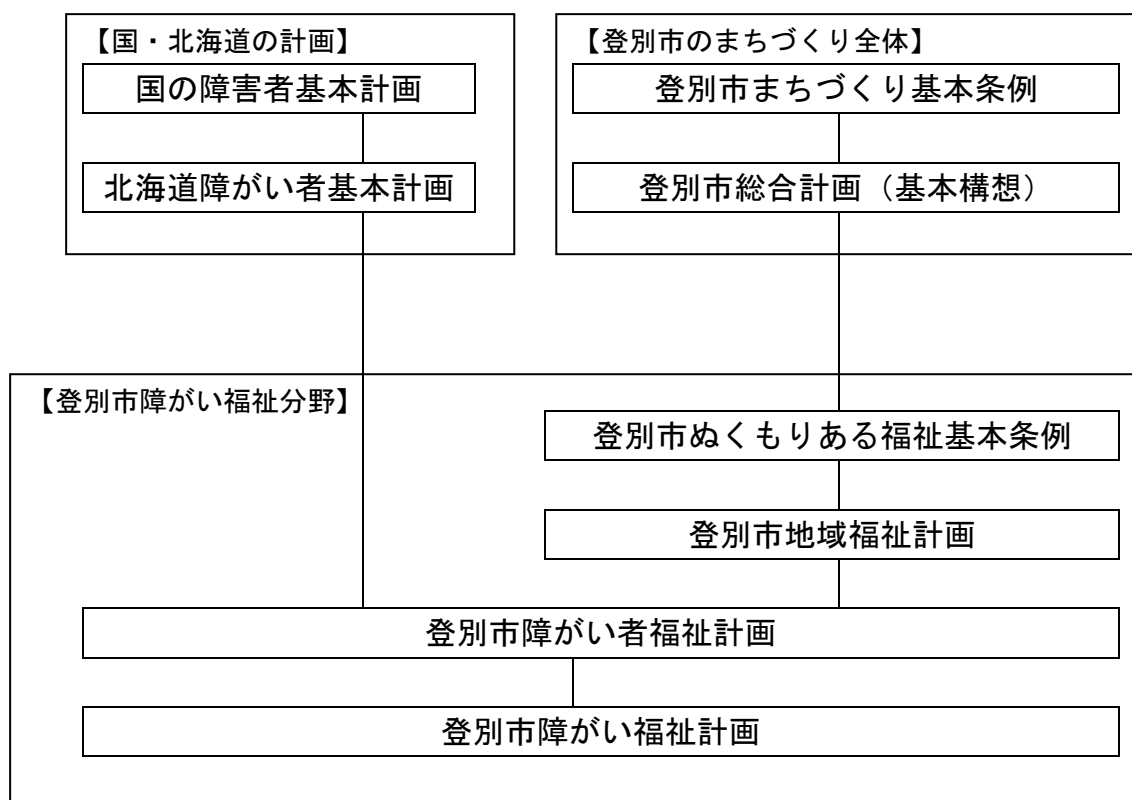 【国・北海道の計画】
国の障害者基本計画
北海道障がい者基本計画
【登別市のまちづくり全体】
登別市まちづくり基本条例
登別市総合計画（基本構想）
【登別市障がい福祉分野】
登別市ぬくもりある福祉基本条例
登別市地域福祉計画
登別市障がい者福祉計画
登別市障がい福祉計画